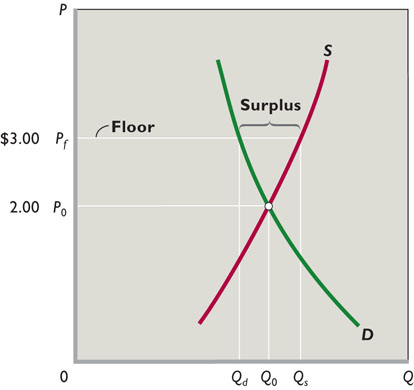 P
S
Surplus
Floor
$3.00 Pf
2.00 P0
D
0 Qd Q0 Qs Q